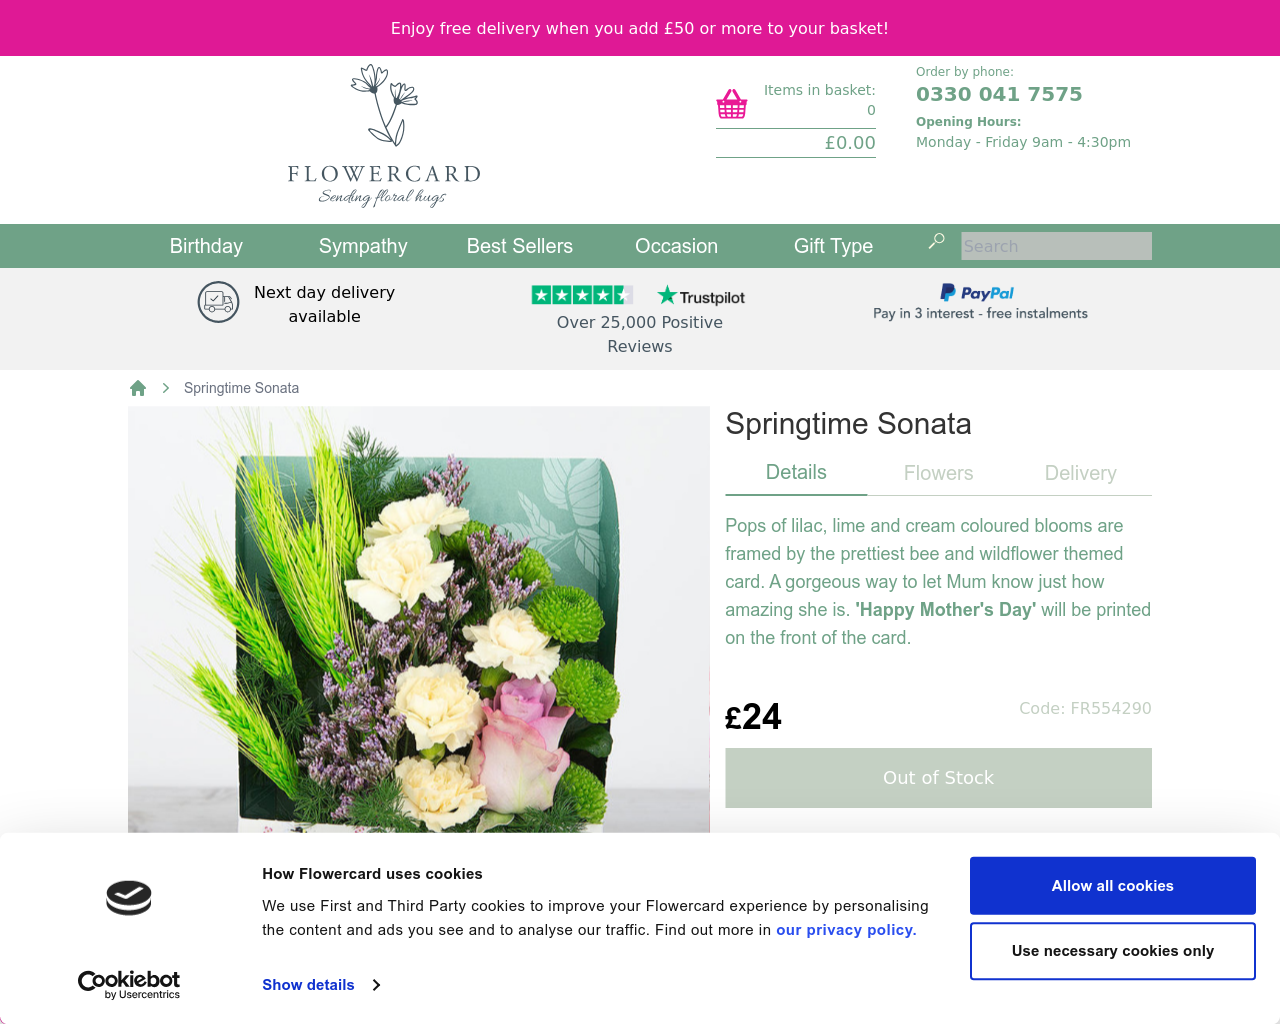 Enjoy free delivery when you add £50 or more to your basket!
FLOWERCARD
Sending floral hugs
Items in basket:
0
£0.00
Order by phone:
0330 041 7575
Opening Hours:
Monday - Friday 9am - 4:30pm
Birthday
Sympathy
Best Sellers
Occasion
Gift Type
Search
Next day delivery
available
Trustpilot
Over 25,000 Positive
Reviews
PayPal
Pay in 3 interest - free instalments
Springtime Sonata
Springtime Sonata
Details
Flowers
Delivery
Pops of lilac, lime and cream coloured blooms are
framed by the prettiest bee and wildflower themed
card. A gorgeous way to let Mum know just how
amazing she is. 'Happy Mother's Day' will be printed
on the front of the card.
£24
Code: FR554290
Out of Stock
Cookiebot
by Usercentrics
How Flowercard uses cookies
We use First and Third Party cookies to improve your Flowercard experience by personalising
the content and ads you see and to analyse our traffic. Find out more in our privacy policy.
Show details
Allow all cookies
Use necessary cookies only